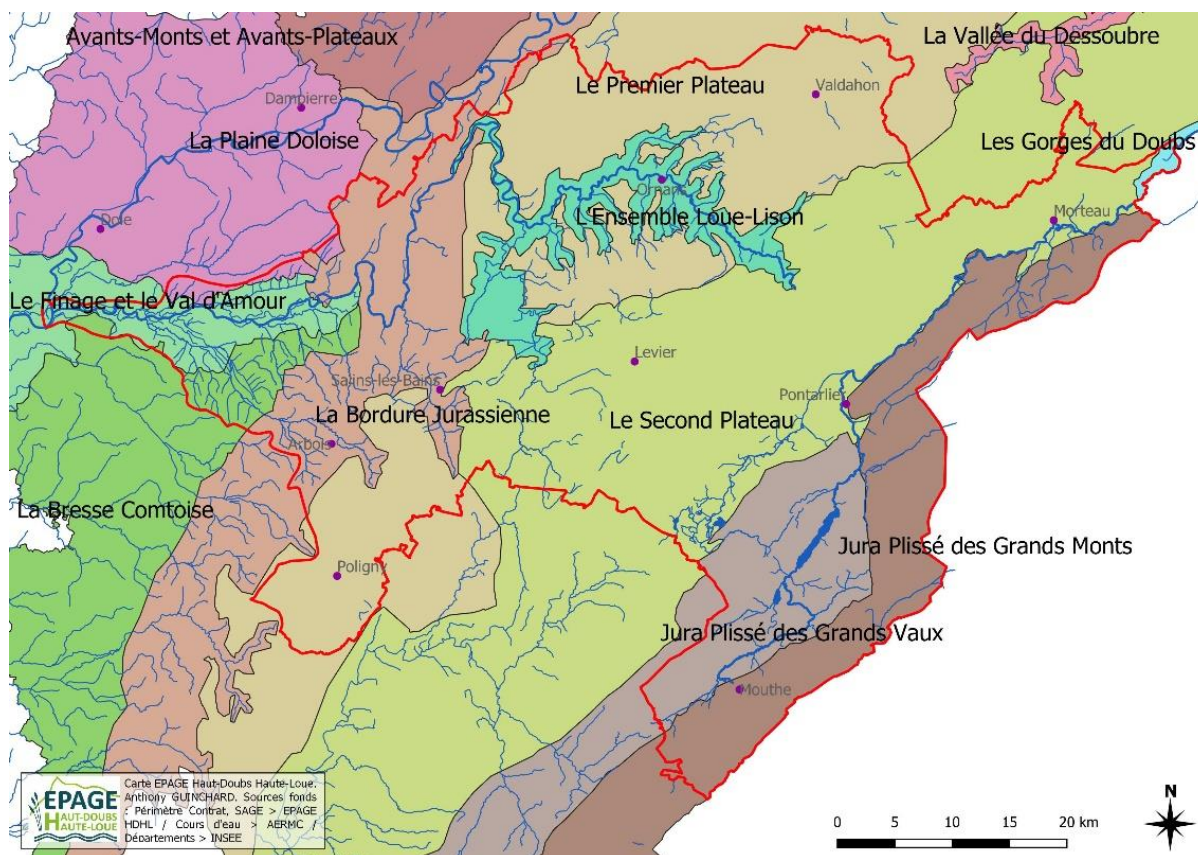 Avants-Monts et Avants-Plateaux
La Vallée du Dessoubre
Le Premier Plateau
Valdahon
Dampierre
La Plaine Doloise
Les Gorges du Doubs
Ornans
L'Ensemble Loue-Lison
Morteau
Dole
Le Finage et le Val d'Amour
Levier
Salins-les-Bains
Pontarlie
La Bordure Jurassienne
Le Second Plateau
Arbois
La Bresse Comtoise
Jura Plissé des Grands Monts
Poligny
Jura Plissé des Grands Vaux
Mouthe
EPAGE
HAUT-DOUBS
HAUTE-LOUE
Carte EPAGE Haut-Doubs Haute-Loue.
Anthony GUINCHARD. Sources fonds
: Périmètre Contrat, SAGE > EPAGE
HDHL / Cours d'eau > AERMC /
Départements > INSEE
N
0 5 10 15 20 km